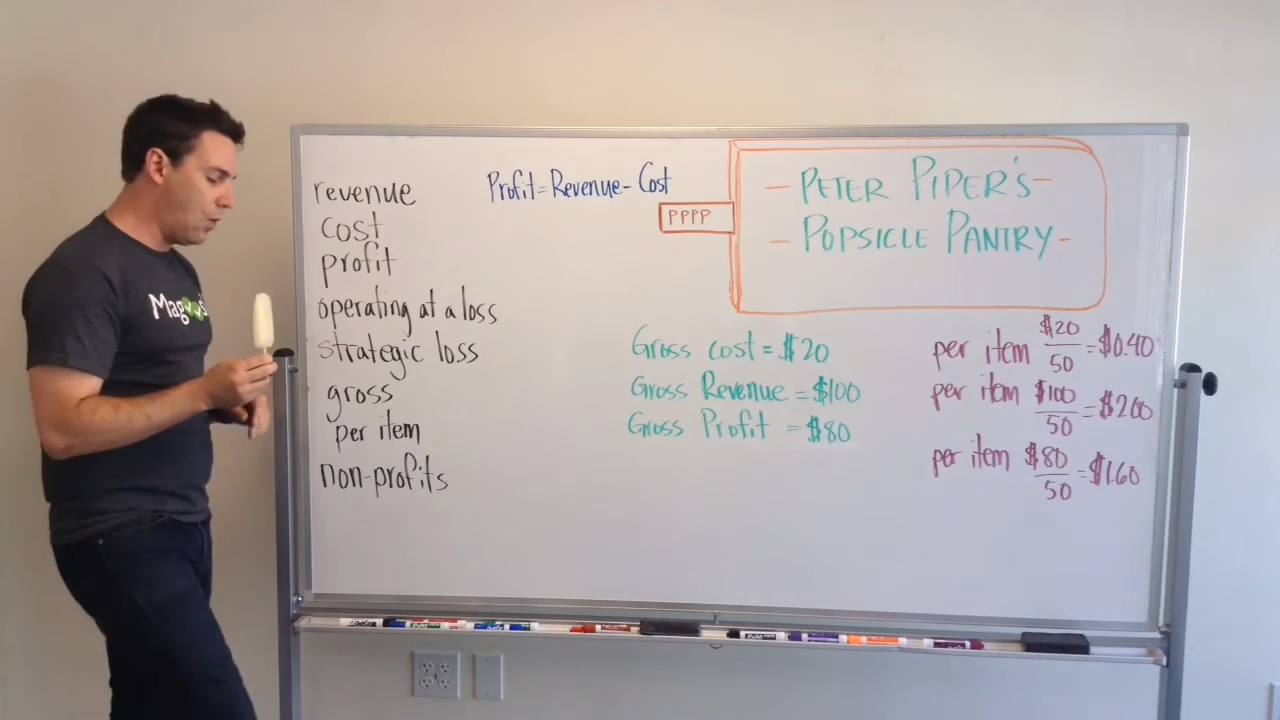 Magoosh
revenue
cost
profit
operating at a loss
strategic loss
gross
per item
non-profits
Profit = Revenue - Cost
PPPP
- PETER PIPER'S -
- POPSICLE PANTRY -
Gross cost = $20
Gross Revenue = $100
Gross Profit = $80
per item $20/50 = $0.40
per item $100/50 = $2.00
per item $80/50 = $1.60